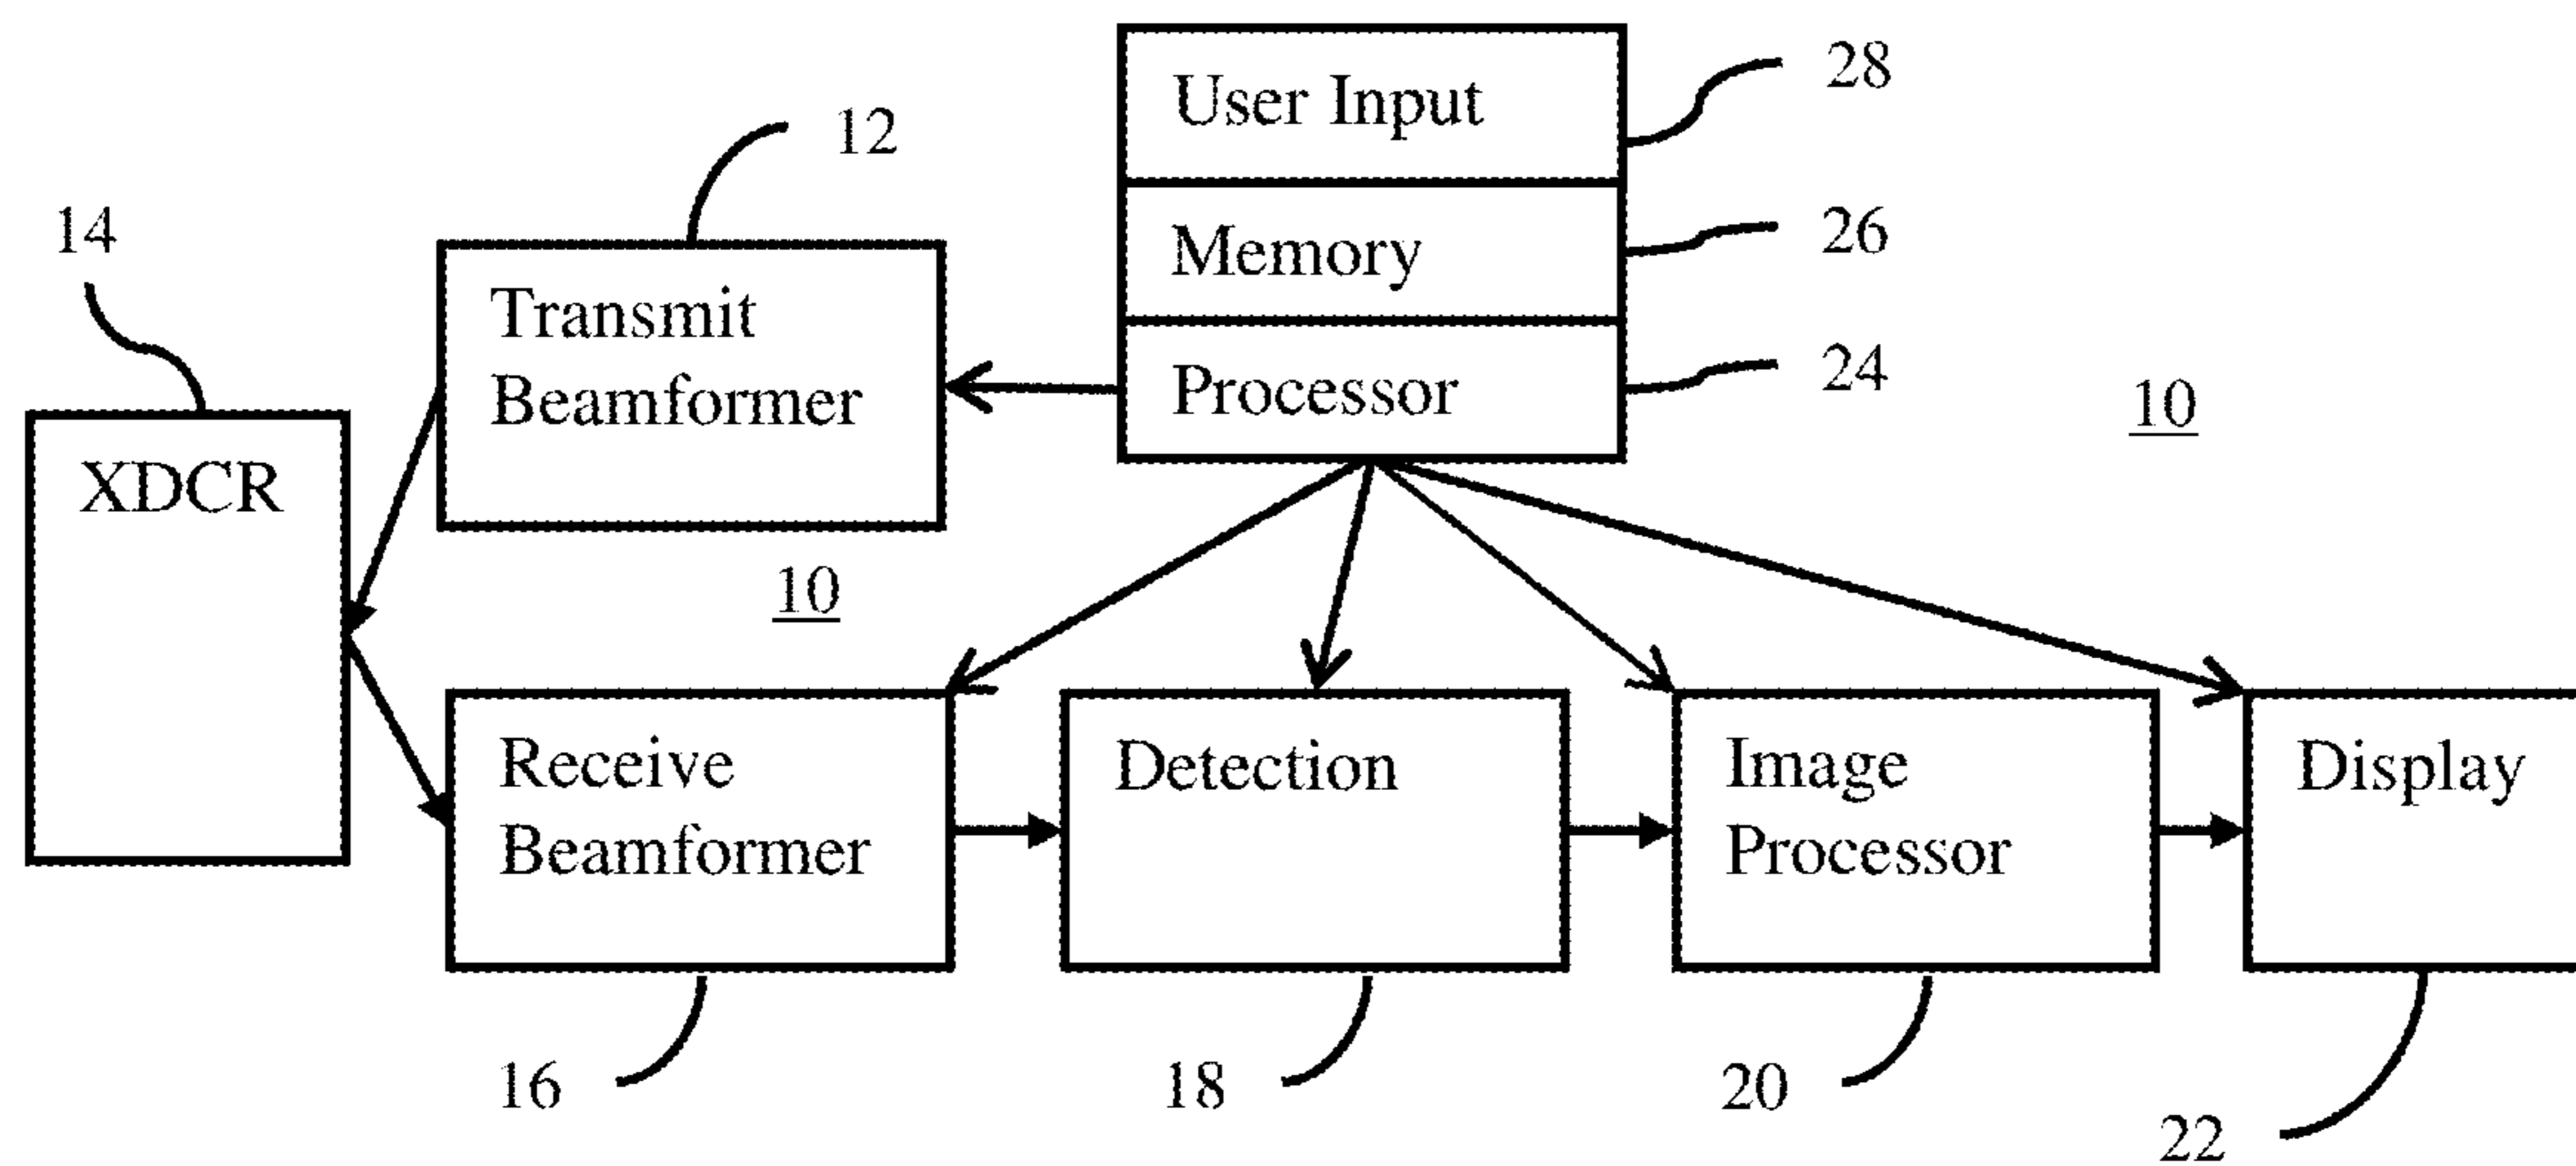 User Input
28
12
Memory
26
14
Transmit
Beamformer
Processor
24
10
XDCR
10
Receive
Beamformer
Detection
Image
Processor
Display
16
18
20
22